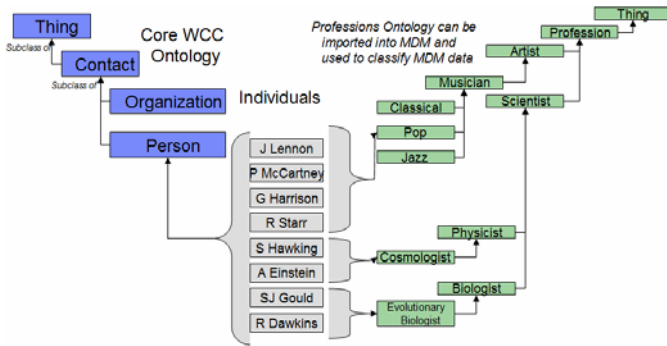 Thing
Subclass of
Contact
Subclass of
Organization
Person
Core WCC
Ontology
Individuals
J Lennon
P McCartney
G Harrison
R Starr
S Hawking
A Einstein
SJ Gould
R Dawkins
Professions Ontology can be
imported into MDM and
used to classify MDM data
Thing
Profession
Artist
Musician
Scientist
Classical
Pop
Jazz
Physicist
Cosmologist
Biologist
Evolutionary
Biologist